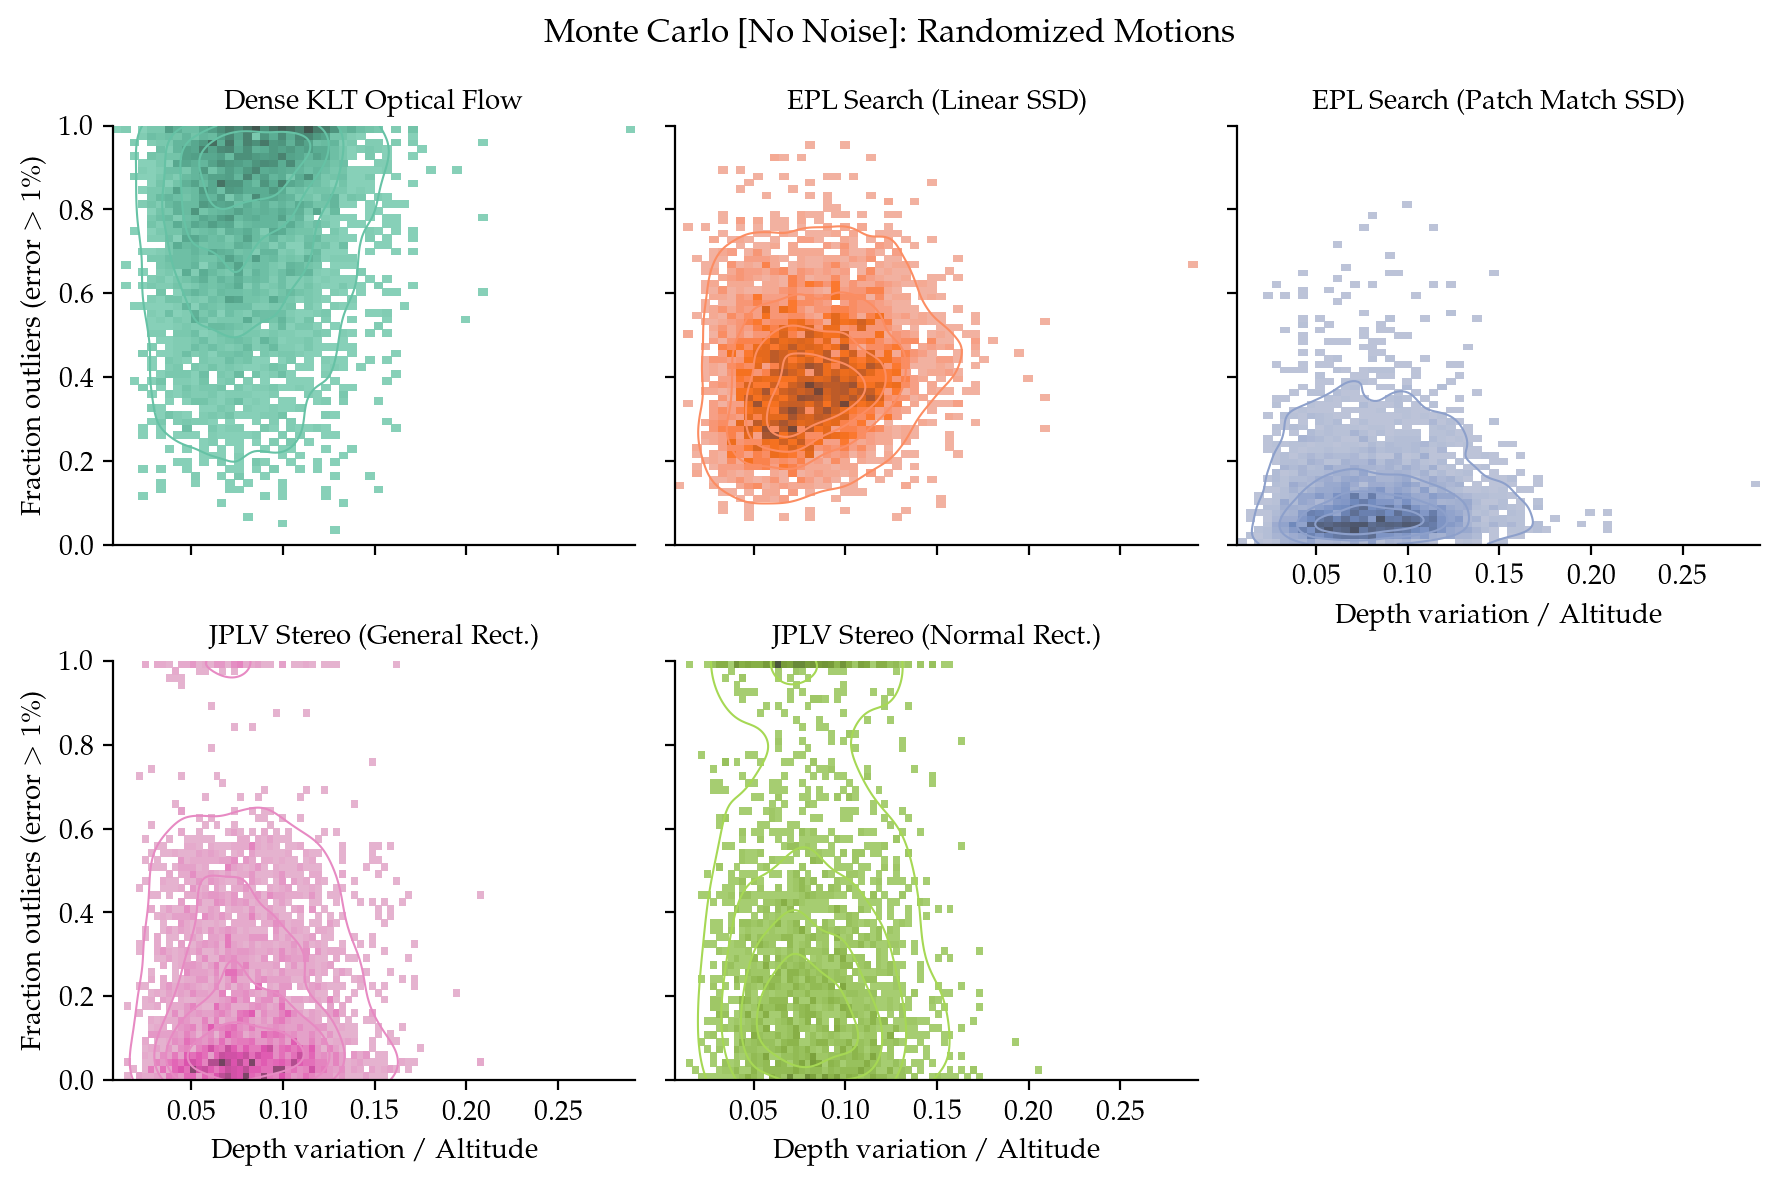 Monte Carlo [No Noise]: Randomized Motions
Dense KLT Optical Flow
EPL Search (Linear SSD)
EPL Search (Patch Match SSD)
Fraction outliers (error > 1%)
1.0
0.8
0.6
0.4
0.2
0.0
0.05 0.10 0.15 0.20 0.25
Depth variation / Altitude
JPLV Stereo (General Rect.)
JPLV Stereo (Normal Rect.)
Fraction outliers (error > 1%)
1.0
0.8
0.6
0.4
0.2
0.0
0.05 0.10 0.15 0.20 0.25
Depth variation / Altitude
0.05 0.10 0.15 0.20 0.25
Depth variation / Altitude